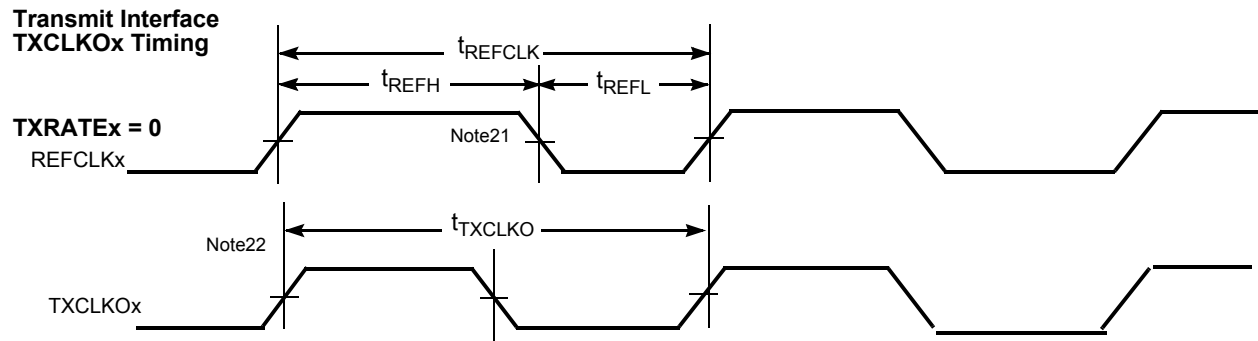 Transmit Interface
TXCLKOx Timing
tREFCLK
tREFH
tREFL
TXRATEx = 0
Note21
REFCLKx
tTXCLKO
Note22
TXCLKOx